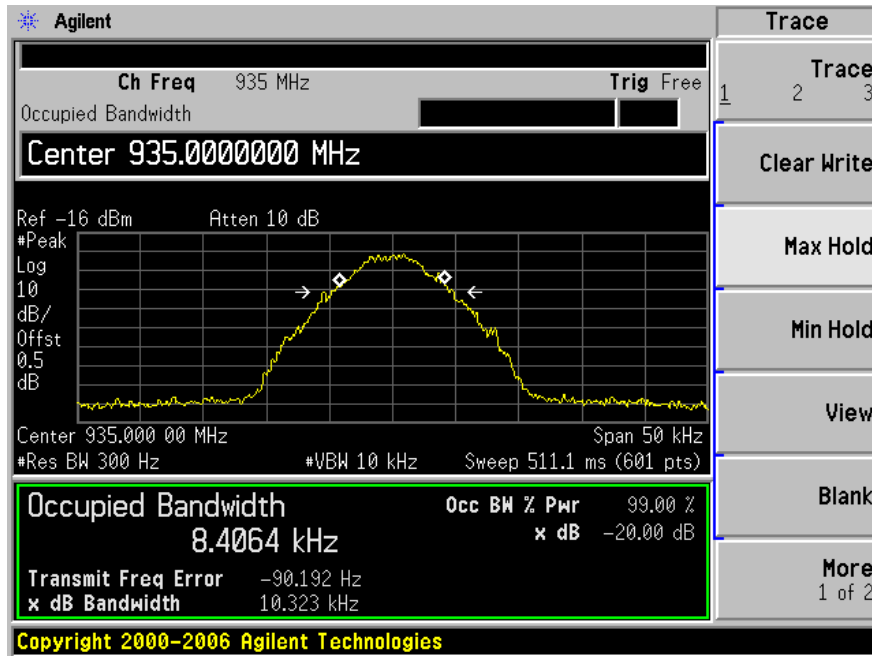 Agilent
Trace
Ch Freq 935 MHz Trig Free
Occupied Bandwidth
Center 935.0000000 MHz
Ref -16 dBm Atten 10 dB
#Peak
Log
10
dB/
Offst
0.5
dB
Center 935.000 00 MHz Span 50 kHz
#Res BW 300 Hz #VBW 10 kHz Sweep 511.1 ms (601 pts)
Occupied Bandwidth
8.4064 kHz
Occ BW % Pwr 99.00 %
x dB -20.00 dB
Transmit Freq Error -90.192 Hz
x dB Bandwidth 10.323 kHz
Copyright 2000-2006 Agilent Technologies
Trace
1 2 3
Clear Write
Max Hold
Min Hold
View
Blank
More
1 of 2